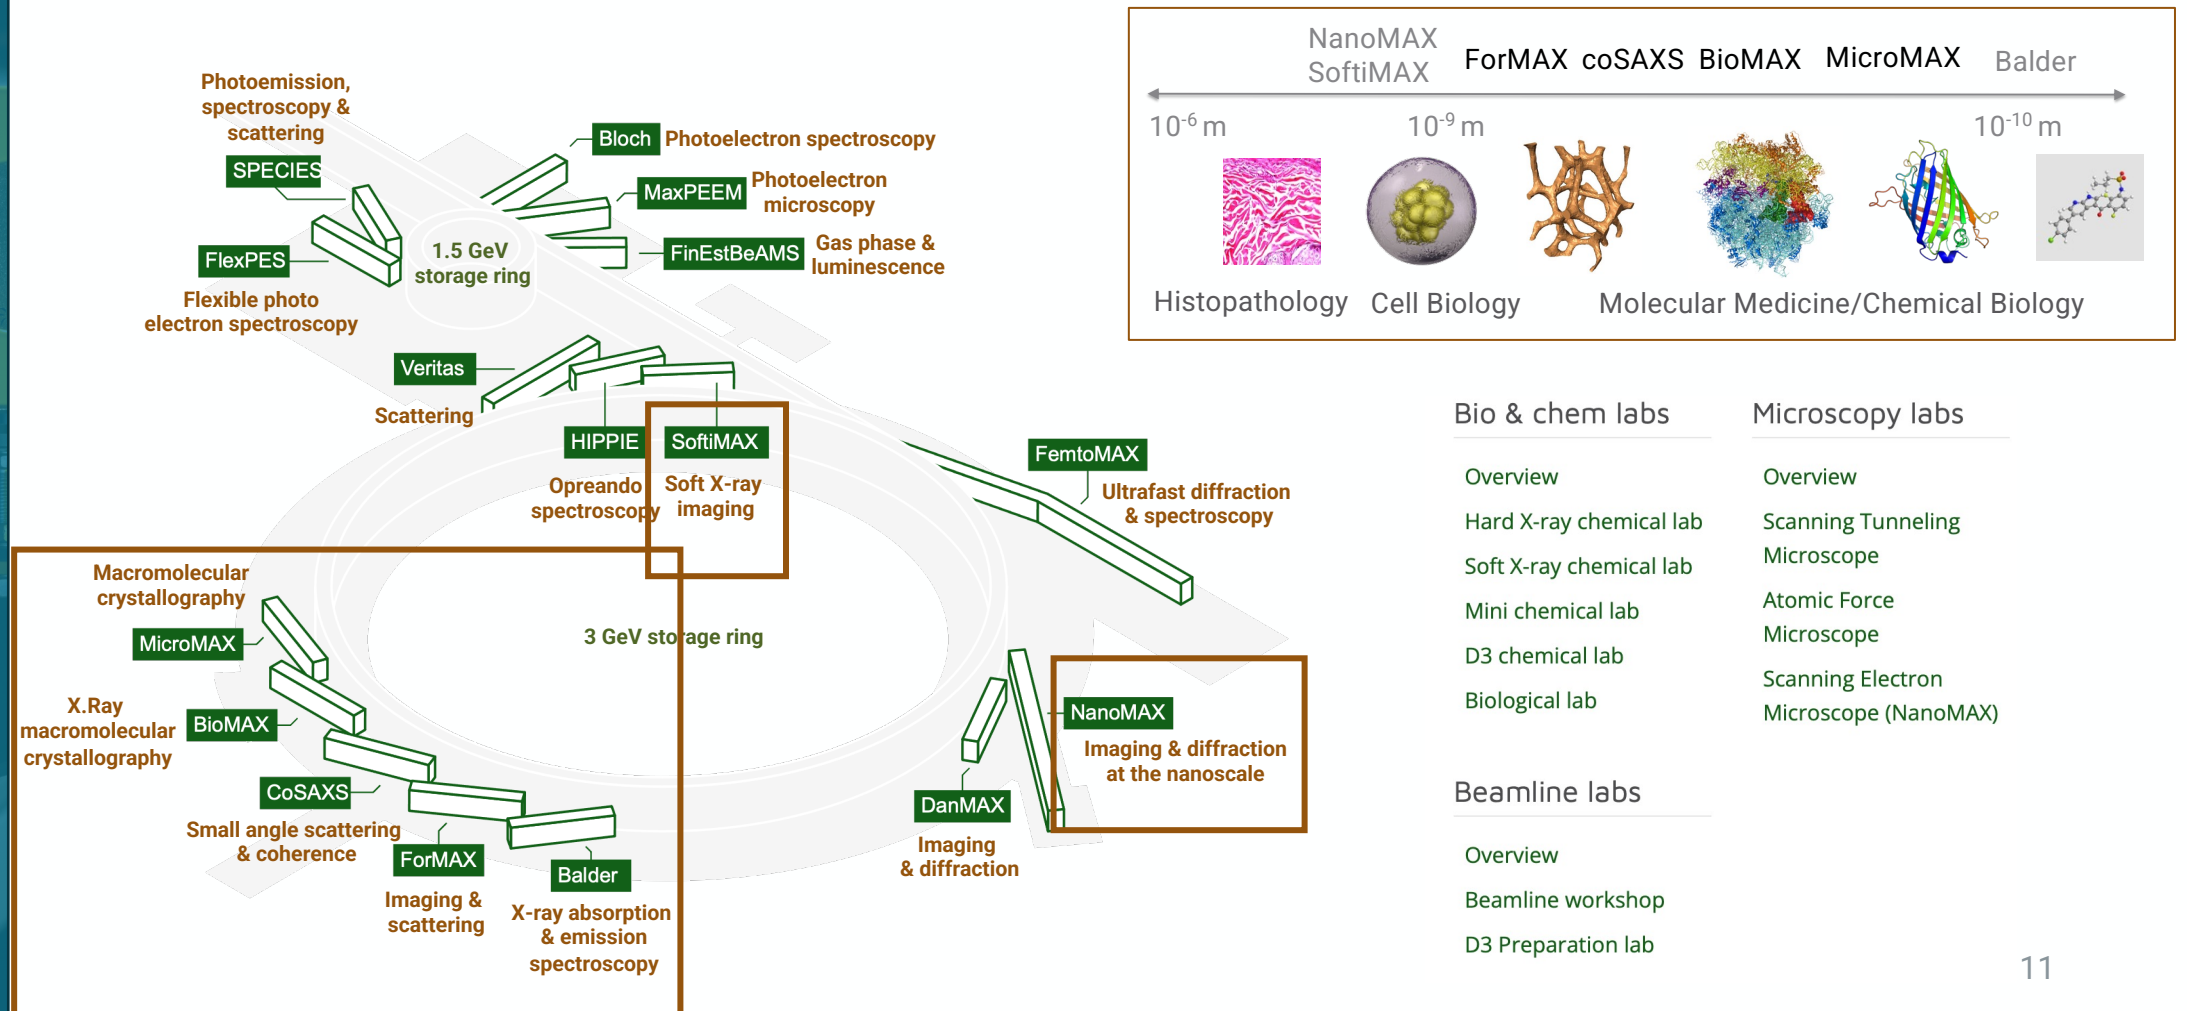 Photoemission,
spectroscopy &
scattering
SPECIES
FlexPES
Flexible photo
electron spectroscopy
1.5 GeV
storage ring
Bloch
Photoelectron spectroscopy
MaxPEEM
Photoelectron
microscopy
FinEstBeAMS
Gas phase &
luminescence
Veritas
Scattering
HIPPIE
Opreando
spectroscopy
SoftiMAX
Soft X-ray
imaging
FemtoMAX
Ultrafast diffraction
& spectroscopy
3 GeV storage ring
Macromolecular
crystallography
MicroMAX
X.Ray
macromolecular
crystallography
BioMAX
CoSAXS
Small angle scattering
& coherence
ForMAX
Imaging &
scattering
Balder
X-ray absorption
& emission
spectroscopy
NanoMAX
Imaging & diffraction
at the nanoscale
DanMAX
Imaging
& diffraction
NanoMAX
SoftiMAX
ForMAX coSAXS BioMAX MicroMAX Balder
10-6 m 10-9 m 10-10 m
Histopathology Cell Biology Molecular Medicine/Chemical Biology
Bio & chem labs
Overview
Hard X-ray chemical lab
Soft X-ray chemical lab
Mini chemical lab
D3 chemical lab
Biological lab
Microscopy labs
Overview
Scanning Tunneling
Microscope
Atomic Force
Microscope
Scanning Electron
Microscope (NanoMAX)
Beamline labs
Overview
Beamline workshop
D3 Preparation lab
11